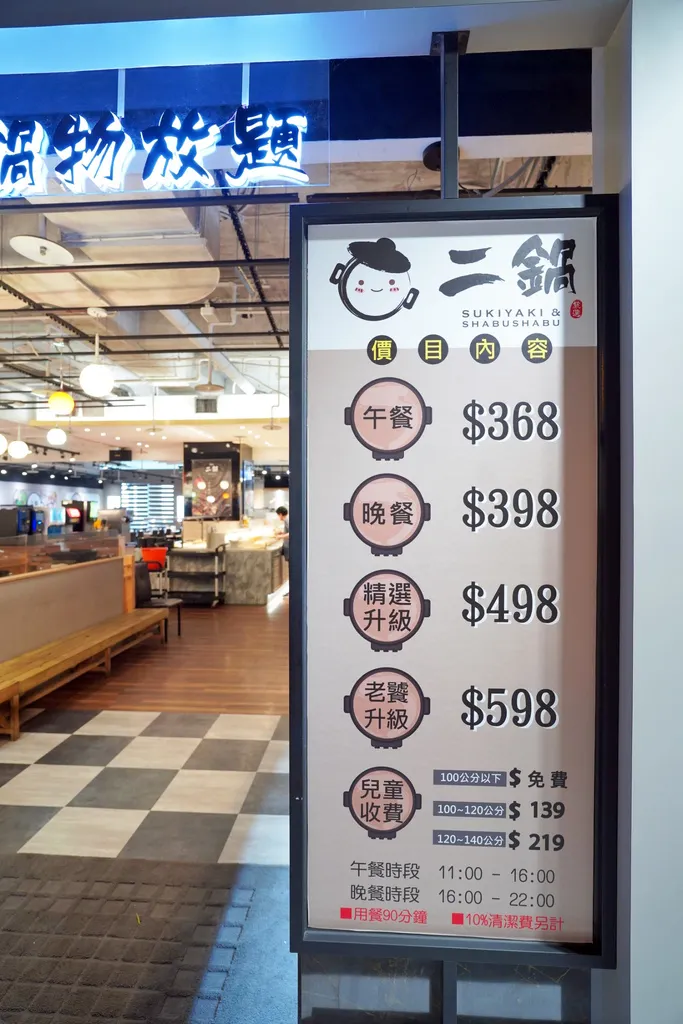 鍋物放題
二鍋
SUKIYAKI &
SHABUSHABU
價目內容
午餐 $368
晚餐 $398
精選
升級 $498
老饕
升級 $598
兒童
收費
100公分以下 $ 免費
100~120公分 $ 139
120~140公分 $ 219
午餐時段 11:00 - 16:00
晚餐時段 16:00 - 22:00
■用餐90分鐘 ■10%清潔費另計